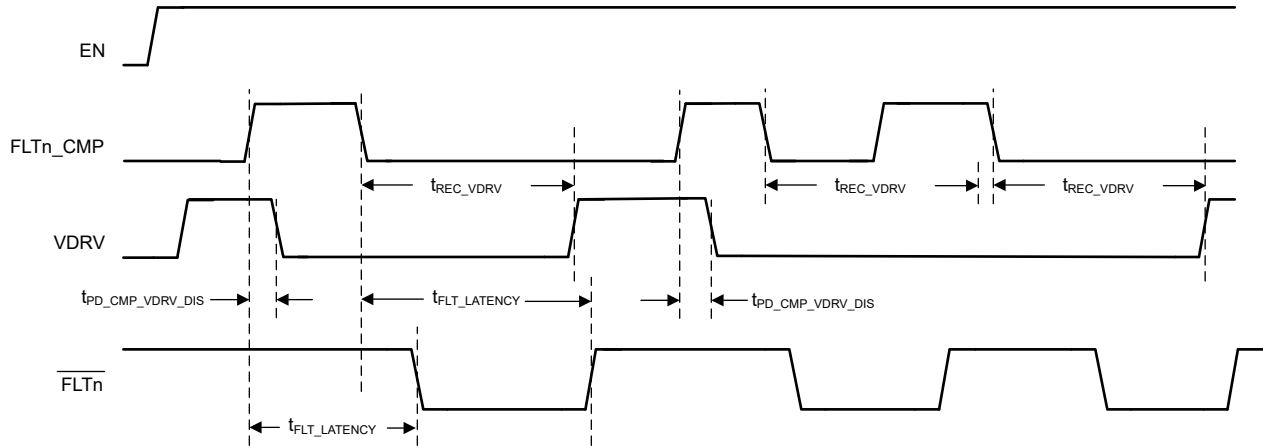 EN
FLTn_CMP
tREC_VDRV
tREC_VDRV
tREC_VDRV
VDRV
tPD_CMP_VDRV_DIS
tFLT_LATENCY
tPD_CMP_VDRV_DIS
FLTn
tFLT_LATENCY